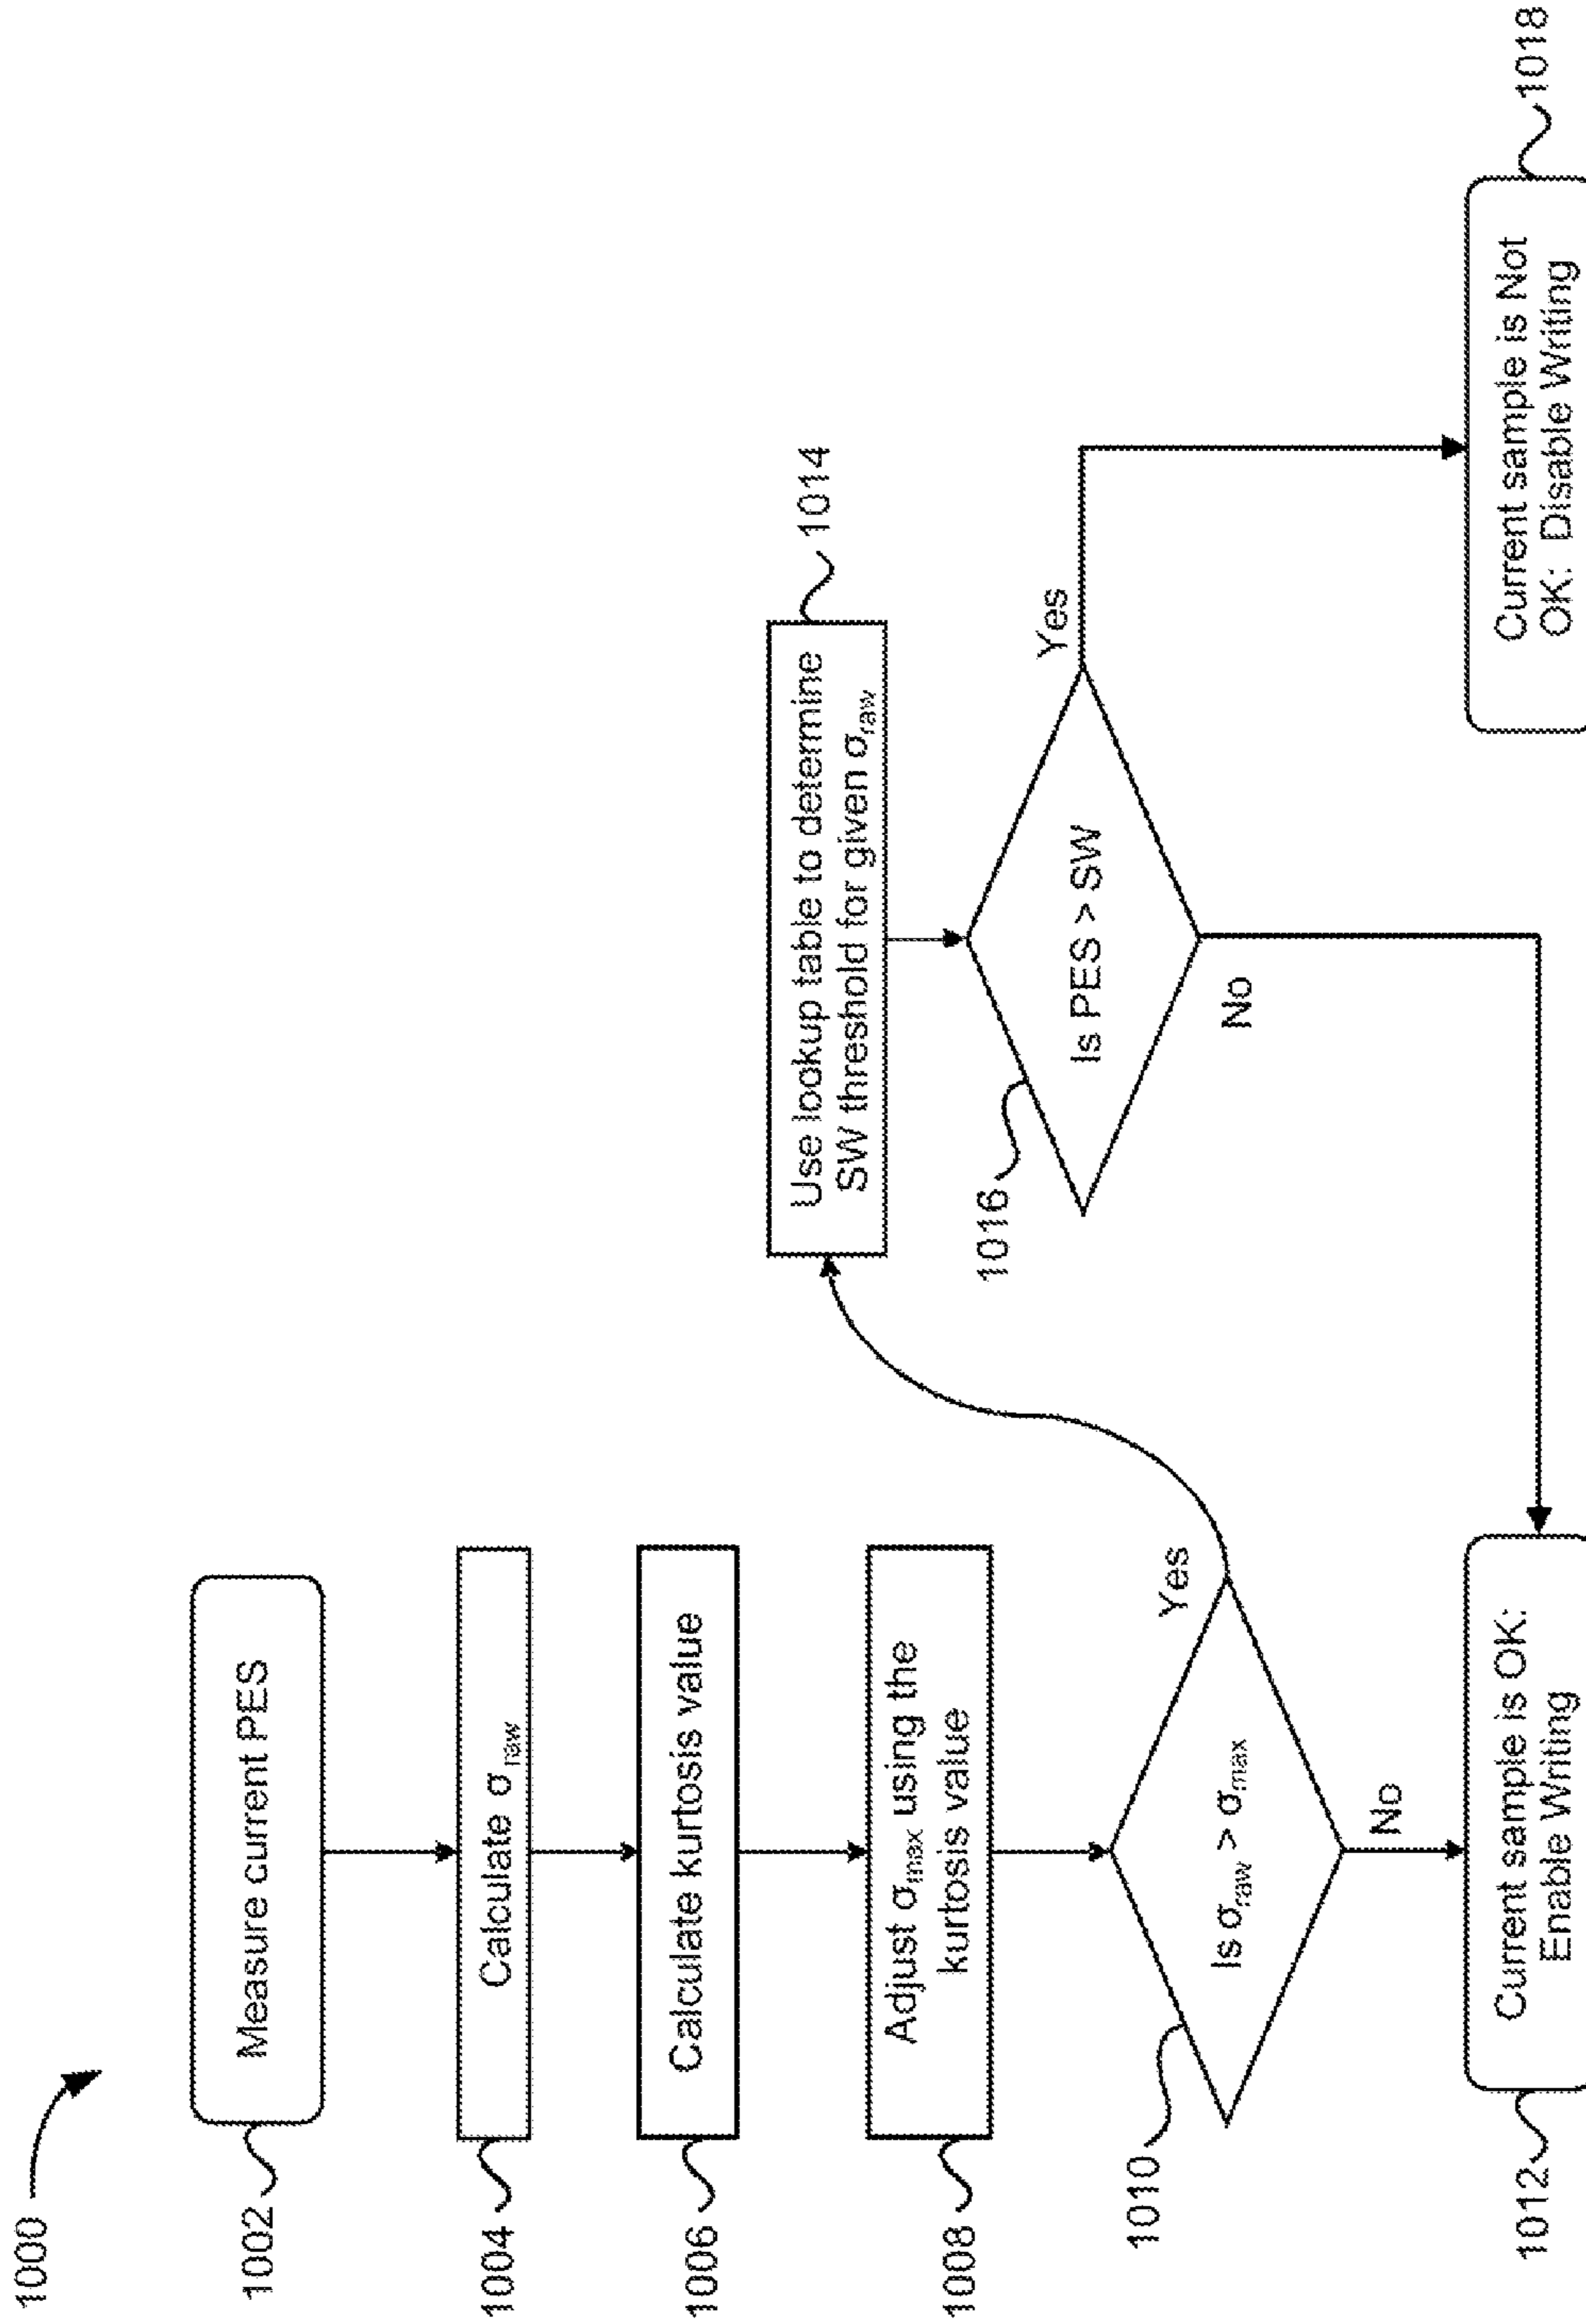 1000
1002
Measure current PES
1004
Calculate σraw
1006
Calculate kurtosis value
1008
Adjust σmax using the
kurtosis value
1010
Is σraw > σmax
Yes
No
1012
Current sample is OK:
Enable Writing
1014
Use lookup table to determine
SW threshold for given σraw
1016
Is PES > SW
Yes
No
1018
Current sample is Not
OK: Disable Writing